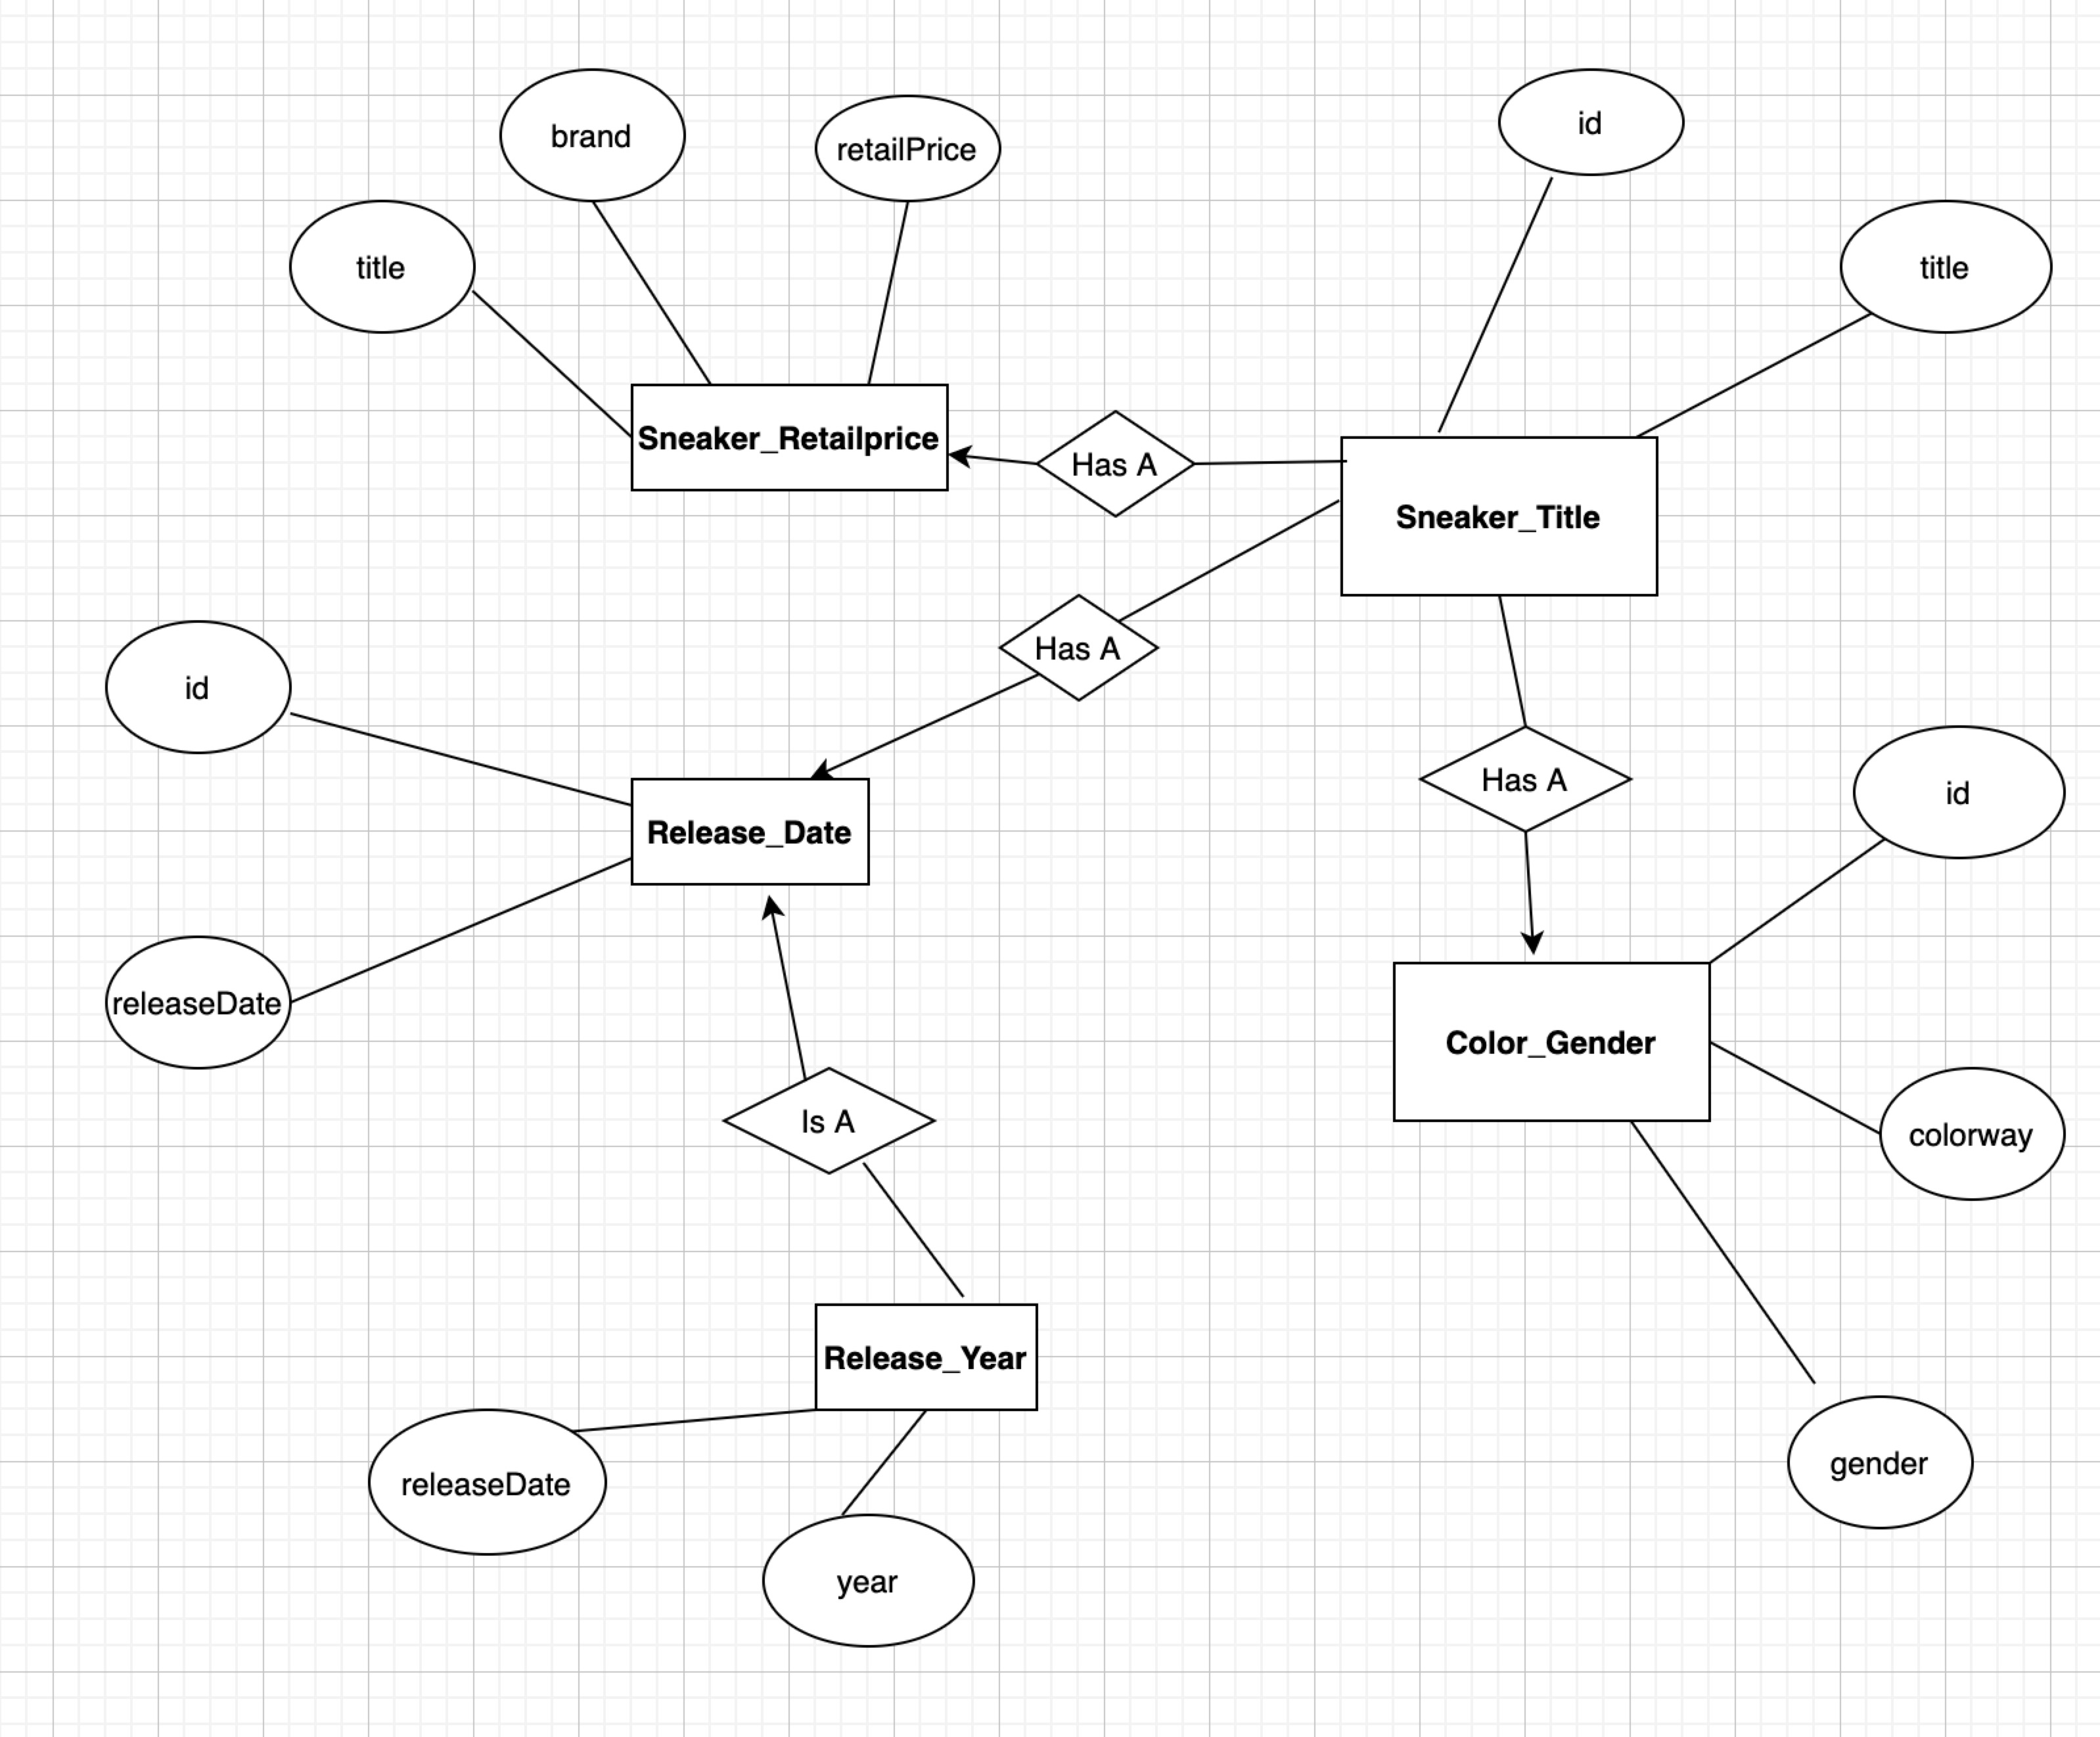 id
brand
retailPrice
title
title
Sneaker_Retailprice
Has A
Sneaker_Title
Has A
id
Has A
id
Release_Date
releaseDate
Color_Gender
Is A
colorway
Release_Year
gender
releaseDate
year